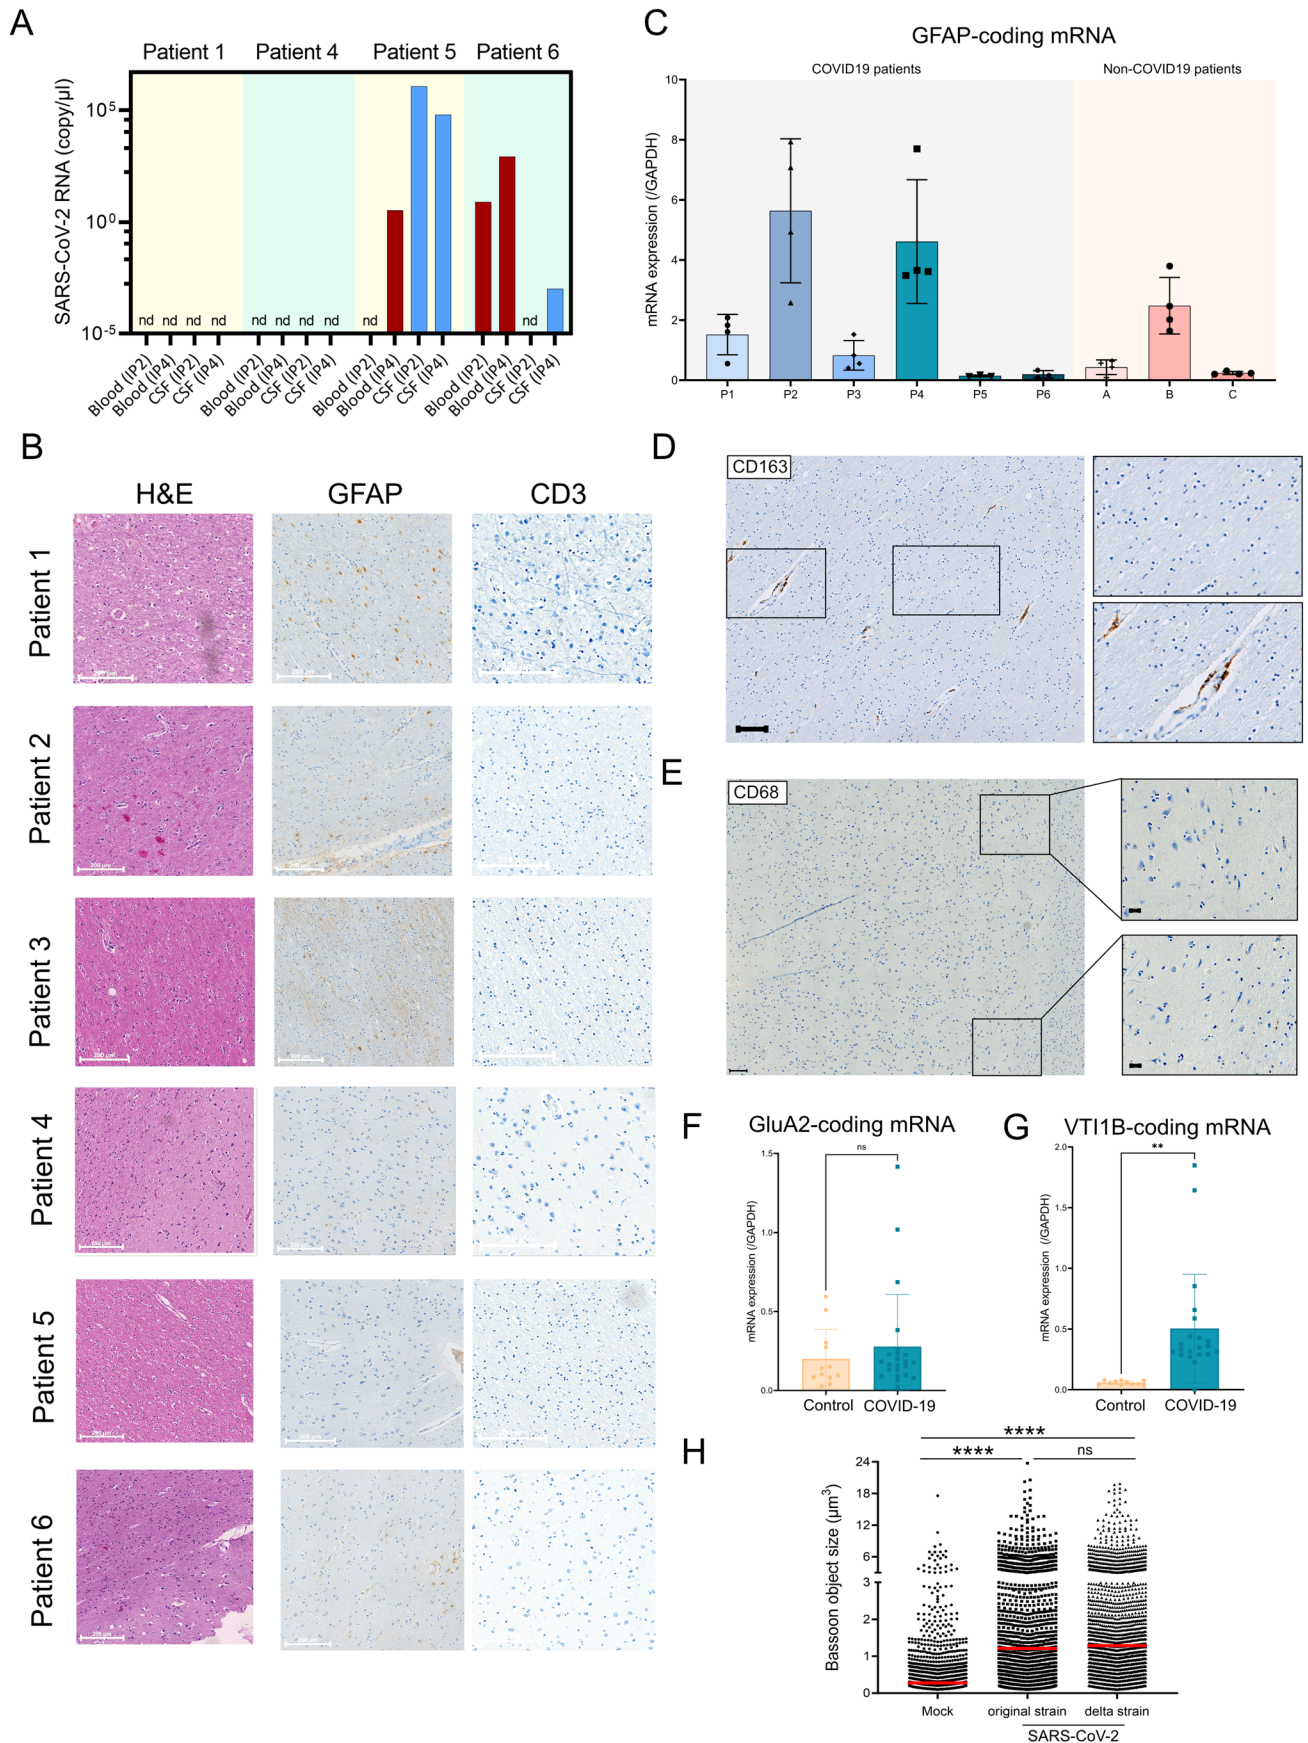 A
Patient 1 Patient 4 Patient 5 Patient 6
SARS-CoV-2 RNA (copy/µl)
10⁵
10⁰
10⁻⁵
nd nd nd nd nd nd nd nd nd nd
Blood (IP2) Blood (IP4) CSF (IP2) CSF (IP4) Blood (IP2) Blood (IP4) CSF (IP2) CSF (IP4) Blood (IP2) Blood (IP4) CSF (IP2) CSF (IP4) Blood (IP2) Blood (IP4) CSF (IP2) CSF (IP4)
B
H&E GFAP CD3
Patient 1
Patient 2
200 µm
Patient 3
200 µm
Patient 4
Patient 5
Patient 6
C
GFAP-coding mRNA
COVID19 patients Non-COVID19 patients
mRNA expression (/GAPDH)
10
8
6
4
2
0
P1 P2 P3 P4 P5 P6 A B C
D
CD163
E
CD68
F
GluA2-coding mRNA
ns
mRNA expression (/GAPDH)
1.5
1.0
0.5
0.0
Control COVID-19
G
VTI1B-coding mRNA
**
mRNA expression (/GAPDH)
2.0
1.5
1.0
0.5
0.0
Control COVID-19
H
****
**** ns
Bassoon object size (µm³)
24
18
12
6
3
2
1
0
Mock original strain delta strain
SARS-CoV-2